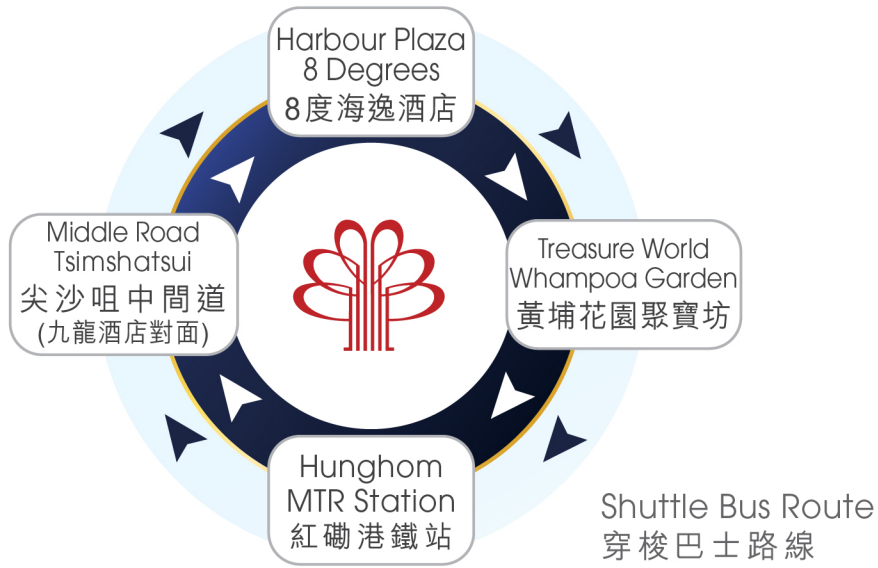 Harbour Plaza
8 Degrees
8度海逸酒店
Middle Road
Tsimshatsui
尖沙咀中間道
(九龍酒店對面)
Treasure World
Whampoa Garden
黃埔花園聚寶坊
Hunghom
MTR Station
紅磡港鐵站
Shuttle Bus Route
穿梭巴士路線